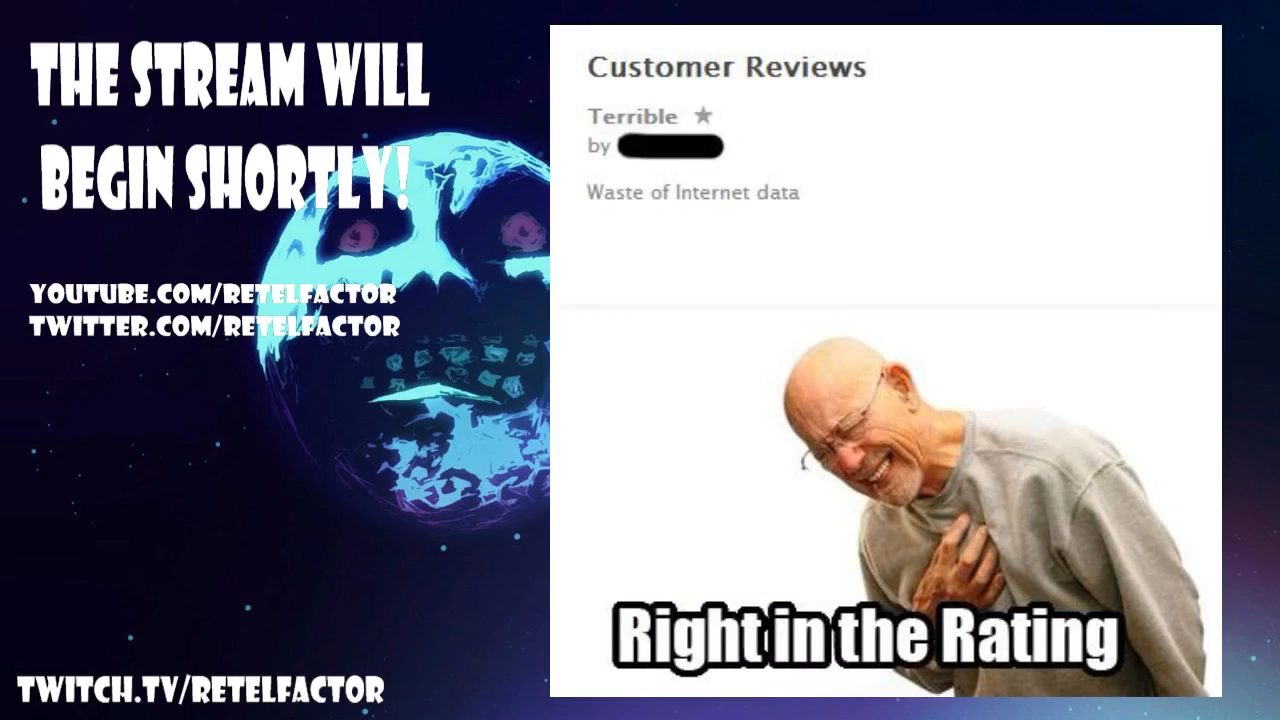 THE STREAM WILL
BEGIN SHORTLY!
YOUTUBE.COM/RETELFACTOR
TWITTER.COM/RETELFACTOR
TWITCH.TV/RETELFACTOR
Customer Reviews
Terrible ★
by
Waste of Internet data
Right in the Rating